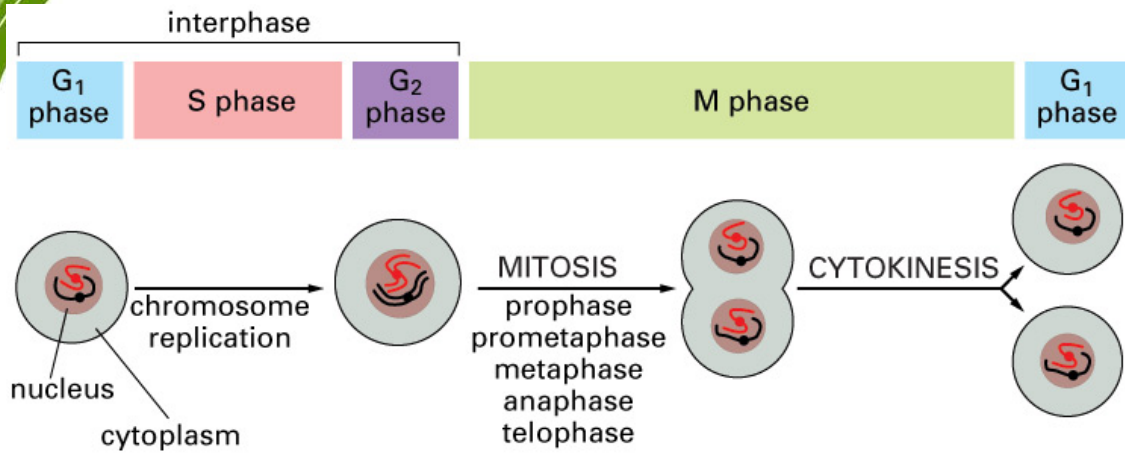 interphase
G₁
phase
S phase
G₂
phase
M phase
G₁
phase
MITOSIS
CYTOKINESIS
chromosome
replication
prophase
prometaphase
metaphase
anaphase
telophase
nucleus
cytoplasm